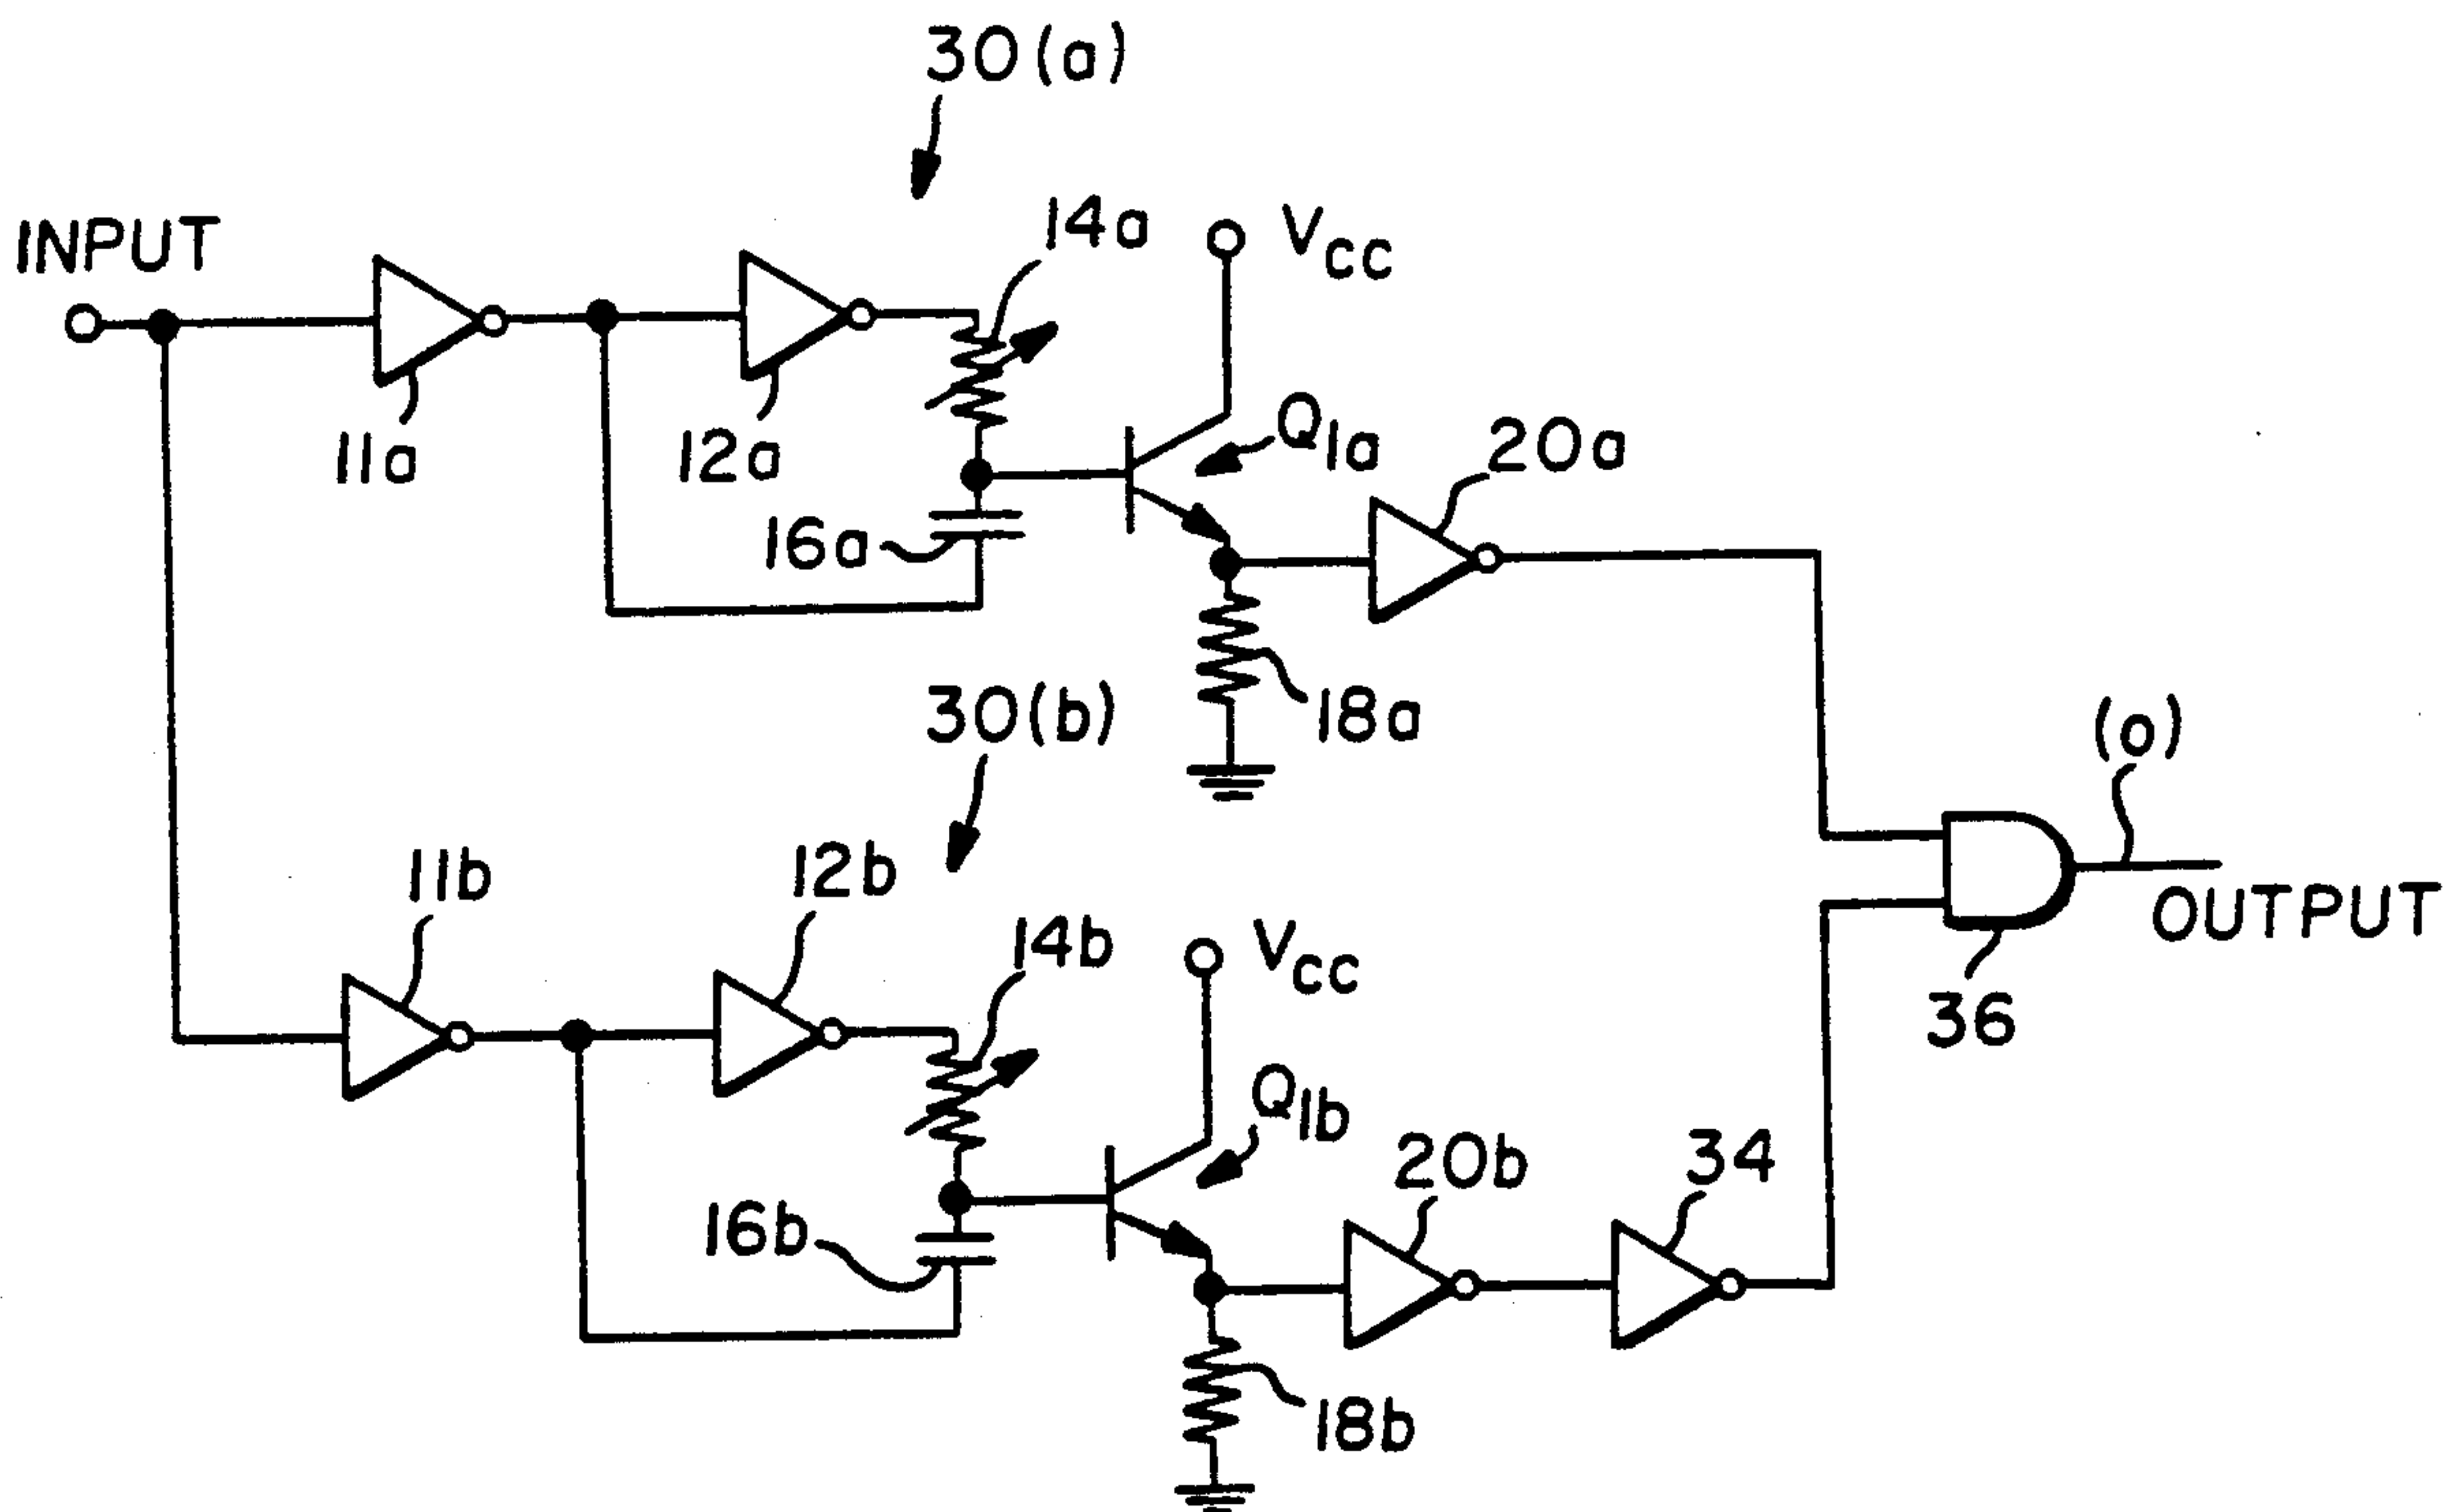 30(a)
INPUT
14a
VCC
11a
12a
Q1a
20a
16a
18a
30(b)
(o)
11b
12b
14b
VCC
OUTPUT
36
Q1b
20b
34
16b
18b